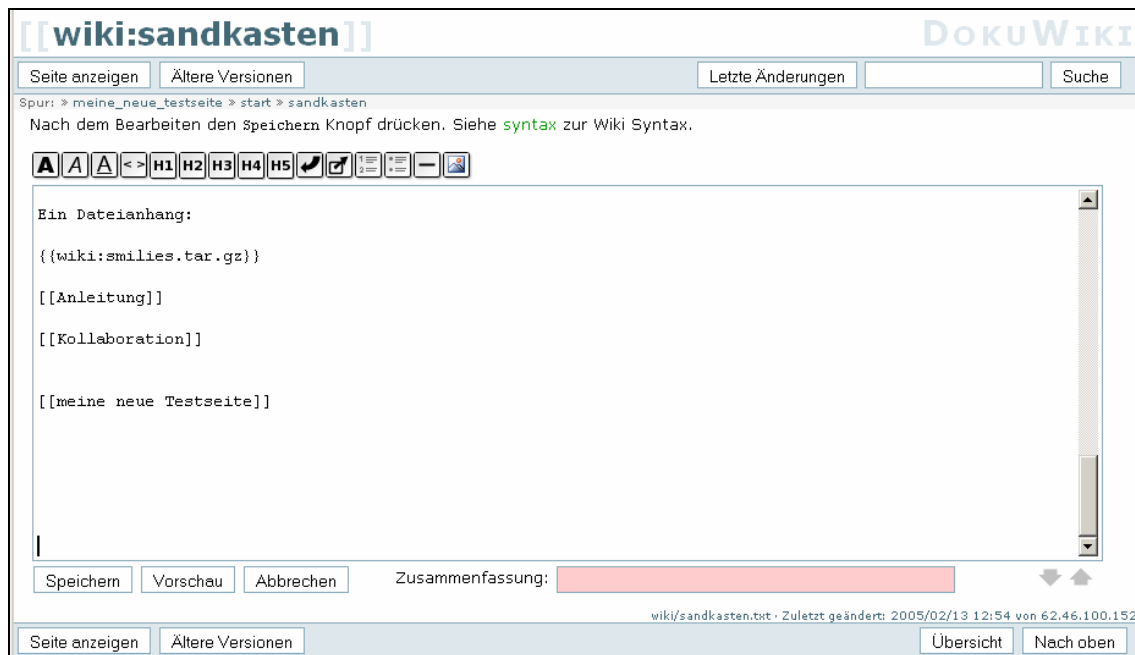 [[wiki:sandkasten]] DOKUWIKI
Seite anzeigen Ältere Versionen Letzte Änderungen Suche
Spur: » meine_neue_testseite » start » sandkasten
Nach dem Bearbeiten den Speichern Knopf drücken. Siehe syntax zur Wiki Syntax.
A A A <> H1 H2 H3 H4 H5
Ein Dateianhang:
{{wiki:smilies.tar.gz}}
[[Anleitung]]
[[Kollaboration]]
[[meine neue Testseite]]
Speichern Vorschau Abbrechen Zusammenfassung:
wiki/sandkasten.txt · Zuletzt geändert: 2005/02/13 12:54 von 62.46.100.152
Seite anzeigen Ältere Versionen Übersicht Nach oben